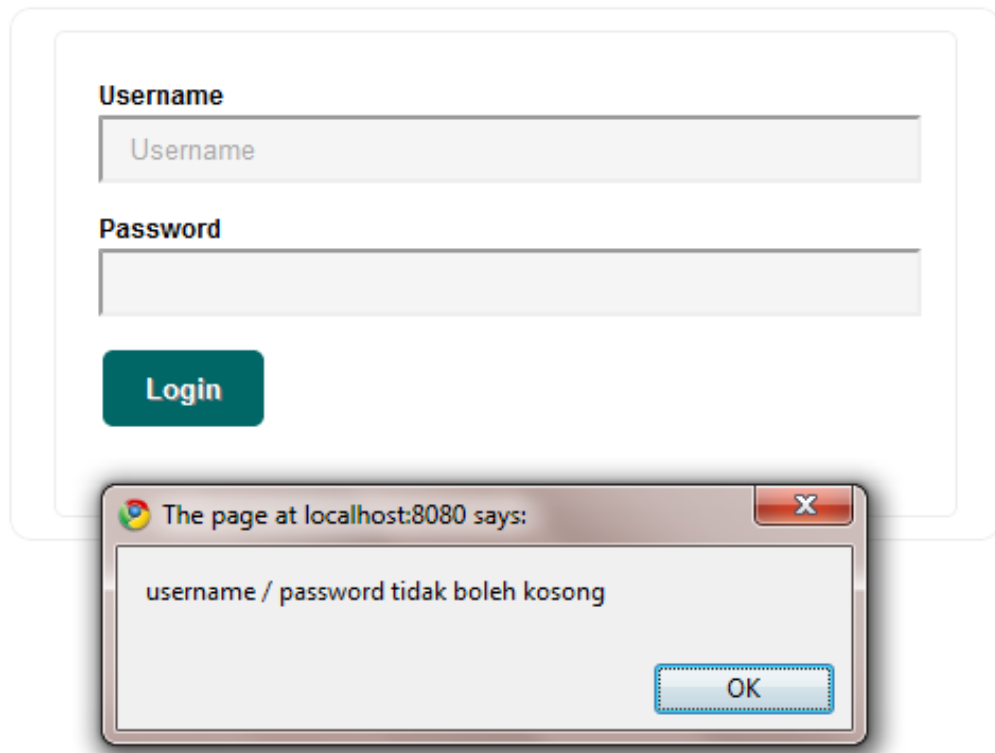 Username
Username
Password
Login
The page at localhost:8080 says:
X
username / password tidak boleh kosong
OK